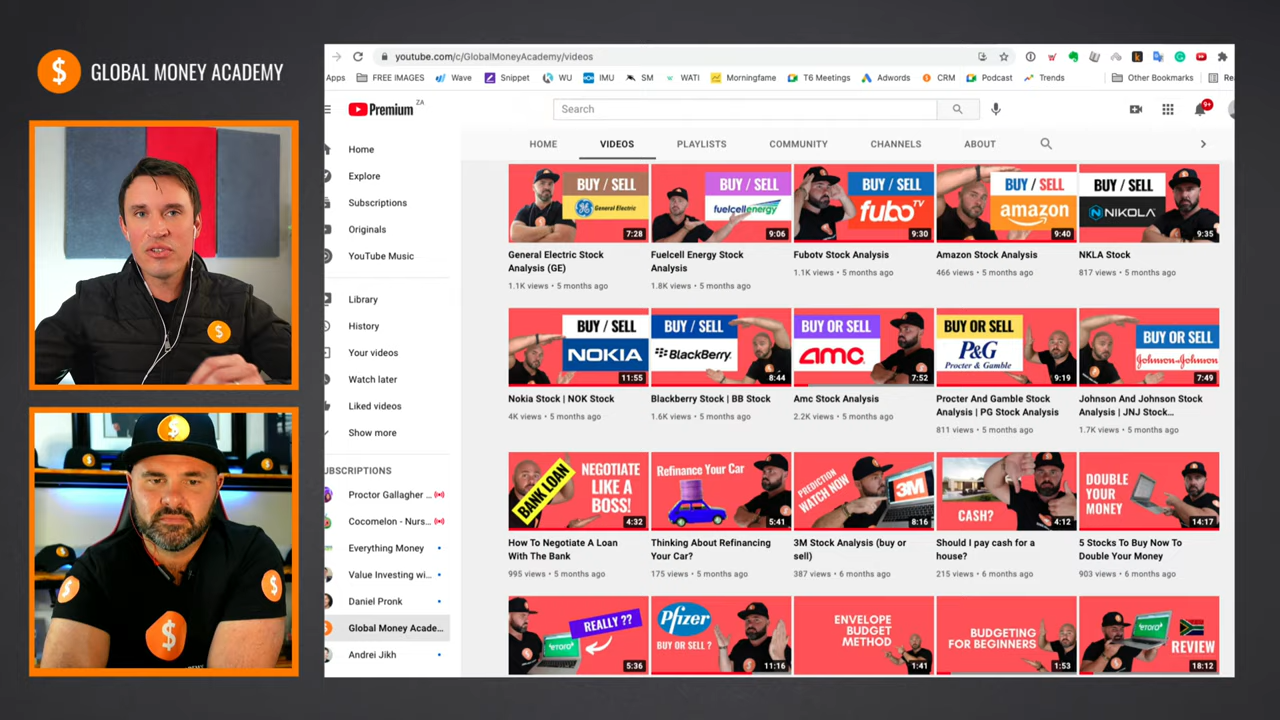 $ GLOBAL MONEY ACADEMY
youtube.com/c/GlobalMoneyAcademy/videos
Apps FREE IMAGES Wave Snippet WU IMU SM WATI Morningfame T6 Meetings Adwords CRM Podcast Trends Other Bookmarks Rea
Premium ZA
Search
9+
HOME VIDEOS PLAYLISTS COMMUNITY CHANNELS ABOUT
Home
Explore
Subscriptions
Originals
YouTube Music
Library
History
Your videos
Watch later
Liked videos
Show more
UBSCRIPTIONS
Proctor Gallagher ...
Cocomelon - Nurs...
Everything Money
Value Investing wi...
Daniel Pronk
Global Money Acade...
Andrei Jikh
BUY / SELL
GE General Electric
7:28
General Electric Stock
Analysis (GE)
1.1K views • 5 months ago
BUY / SELL
fuelcellenergy
9:06
Fuelcell Energy Stock
Analysis
1.8K views • 5 months ago
BUY / SELL
fuboTV
9:30
Fubotv Stock Analysis
1.1K views • 5 months ago
BUY / SELL
amazon
9:40
Amazon Stock Analysis
466 views • 5 months ago
BUY / SELL
NIKOLA
9:35
NKLA Stock
817 views • 5 months ago
BUY / SELL
NOKIA
11:55
Nokia Stock | NOK Stock
4K views • 5 months ago
BUY / SELL
BlackBerry.
8:44
Blackberry Stock | BB Stock
1.6K views • 5 months ago
BUY OR SELL
amc
7:52
Amc Stock Analysis
2.2K views • 5 months ago
BUY OR SELL
P&G
Procter & Gamble
9:19
Procter And Gamble Stock
Analysis | PG Stock Analysis
811 views • 5 months ago
BUY OR SELL
Johnson & Johnson
7:49
Johnson And Johnson Stock
Analysis | JNJ Stock...
1.7K views • 5 months ago
BANK LOAN
NEGOTIATE
LIKE A
BOSS!
4:32
How To Negotiate A Loan
With The Bank
995 views • 5 months ago
Refinance Your Car?
5:41
Thinking About Refinancing
Your Car?
175 views • 5 months ago
PREDICTION
WATCH NOW
3M
8:16
3M Stock Analysis (buy or
sell)
387 views • 6 months ago
CASH?
4:12
Should I pay cash for a
house?
215 views • 6 months ago
DOUBLE
YOUR
MONEY
14:17
5 Stocks To Buy Now To
Double Your Money
903 views • 6 months ago
REALLY ??
eToro
5:36
Pfizer
BUY OR SELL ?
11:16
ENVELOPE
BUDGET
METHOD
1:41
BUDGETING
FOR BEGINNERS
1:53
eToro
REVIEW
18:12